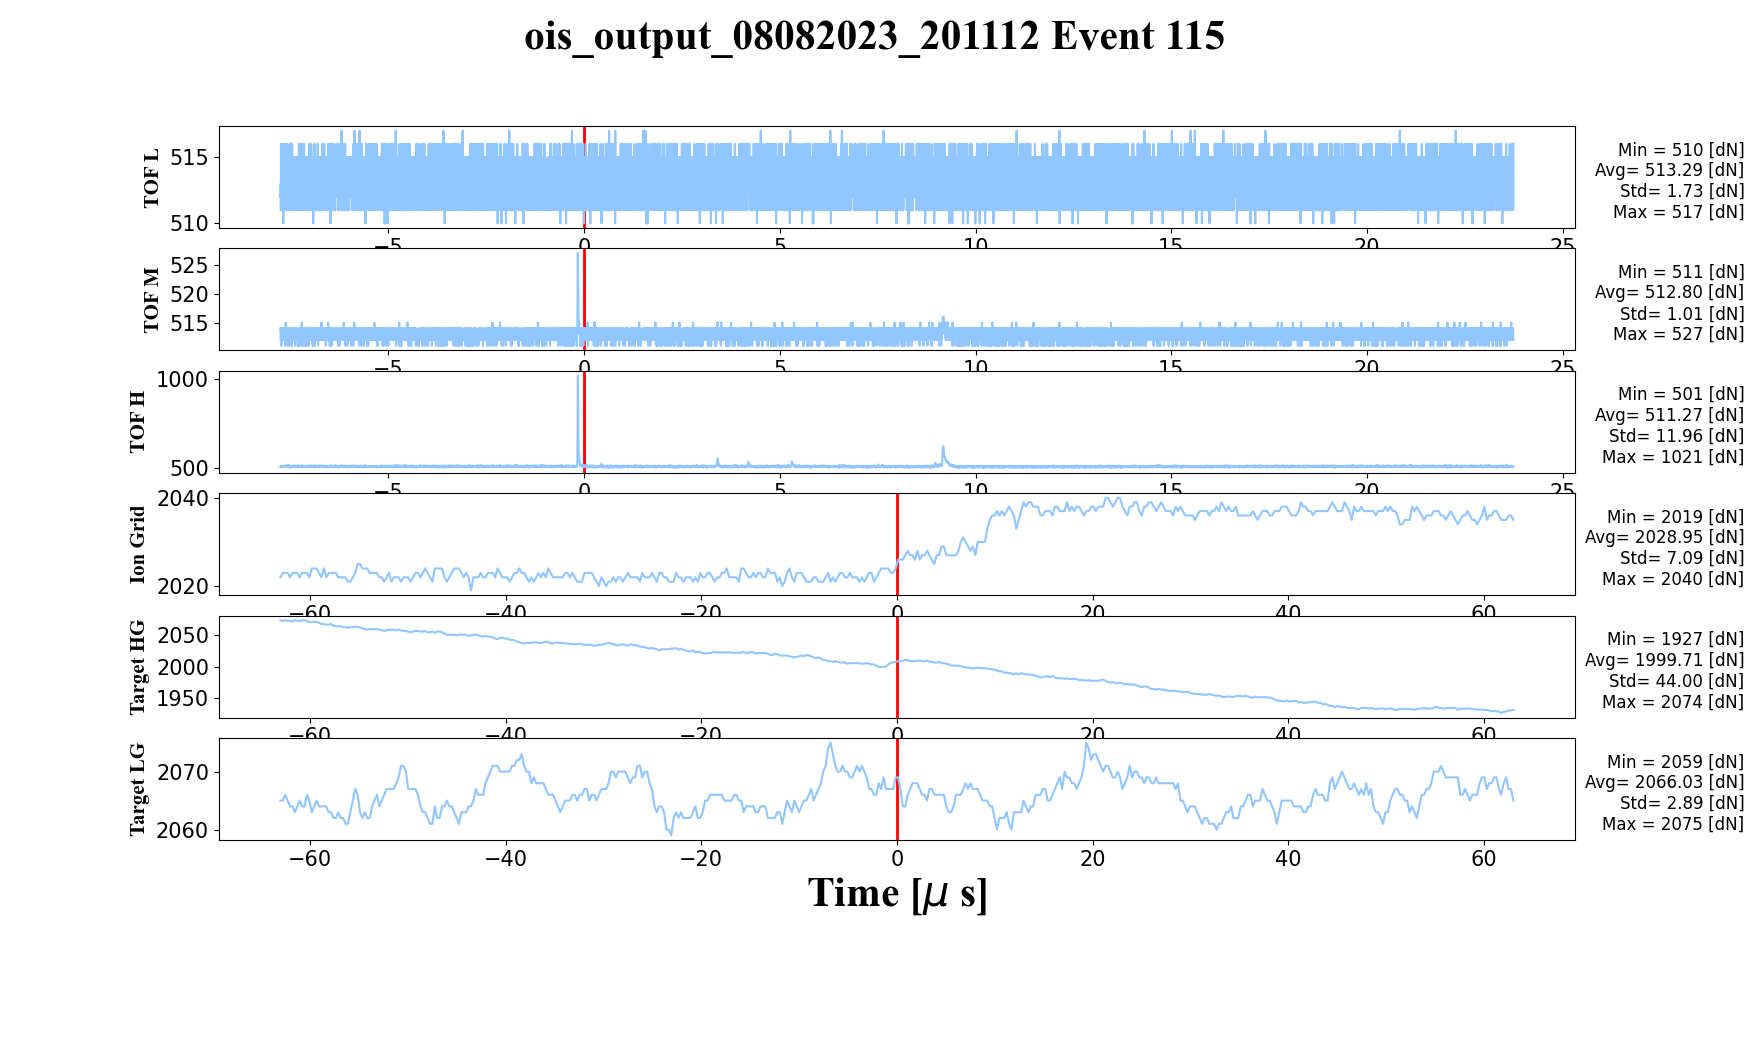 ois_output_08082023_201112 Event 115
TOF L
515
510
−5 0 5 10 15 20 25
Min = 510 [dN]
Avg= 513.29 [dN]
Std= 1.73 [dN]
Max = 517 [dN]
TOF M
525
520
515
−5 0 5 10 15 20 25
Min = 511 [dN]
Avg= 512.80 [dN]
Std= 1.01 [dN]
Max = 527 [dN]
TOF H
1000
500
−5 0 5 10 15 20 25
Min = 501 [dN]
Avg= 511.27 [dN]
Std= 11.96 [dN]
Max = 1021 [dN]
Ion Grid
2040
2020
−60 −40 −20 0 20 40 60
Min = 2019 [dN]
Avg= 2028.95 [dN]
Std= 7.09 [dN]
Max = 2040 [dN]
Target HG
2050
2000
1950
−60 −40 −20 0 20 40 60
Min = 1927 [dN]
Avg= 1999.71 [dN]
Std= 44.00 [dN]
Max = 2074 [dN]
Target LG
2070
2060
−60 −40 −20 0 20 40 60
Min = 2059 [dN]
Avg= 2066.03 [dN]
Std= 2.89 [dN]
Max = 2075 [dN]
Time [μ s]